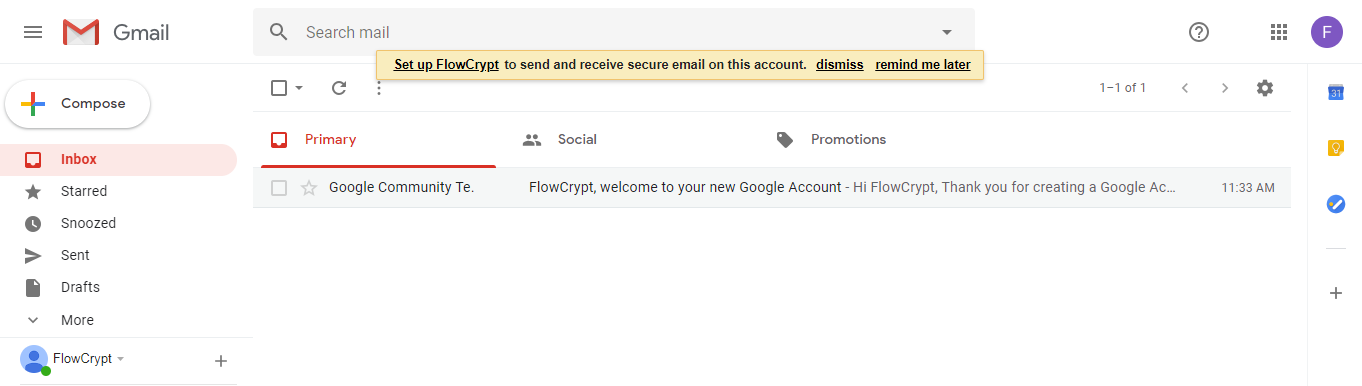 Gmail
Search mail
F
Set up FlowCrypt to send and receive secure email on this account. dismiss remind me later
Compose
1–1 of 1
31
Primary
Social
Promotions
Inbox
Google Community Te. FlowCrypt, welcome to your new Google Account - Hi FlowCrypt, Thank you for creating a Google Ac… 11:33 AM
Starred
Snoozed
Sent
Drafts
More
FlowCrypt